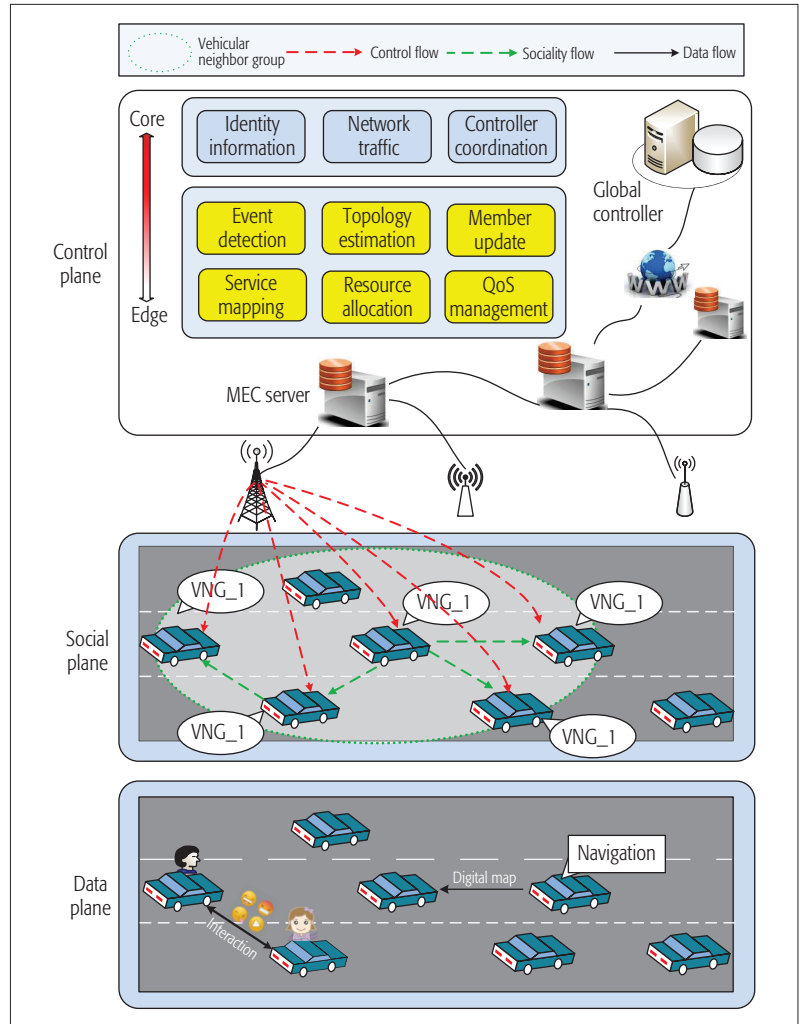 Vehicular
neighbor group
Control flow
Sociality flow
Data flow
Core
Identity
information
Network
traffic
Controller
coordination
Global
controller
Event
detection
Topology
estimation
Member
update
Control
plane
Service
mapping
Resource
allocation
QoS
management
Edge
WWW
MEC server
VNG_1
VNG_1
VNG_1
Social
plane
VNG_1
VNG_1
Navigation
Digital map
Data
plane
Interaction